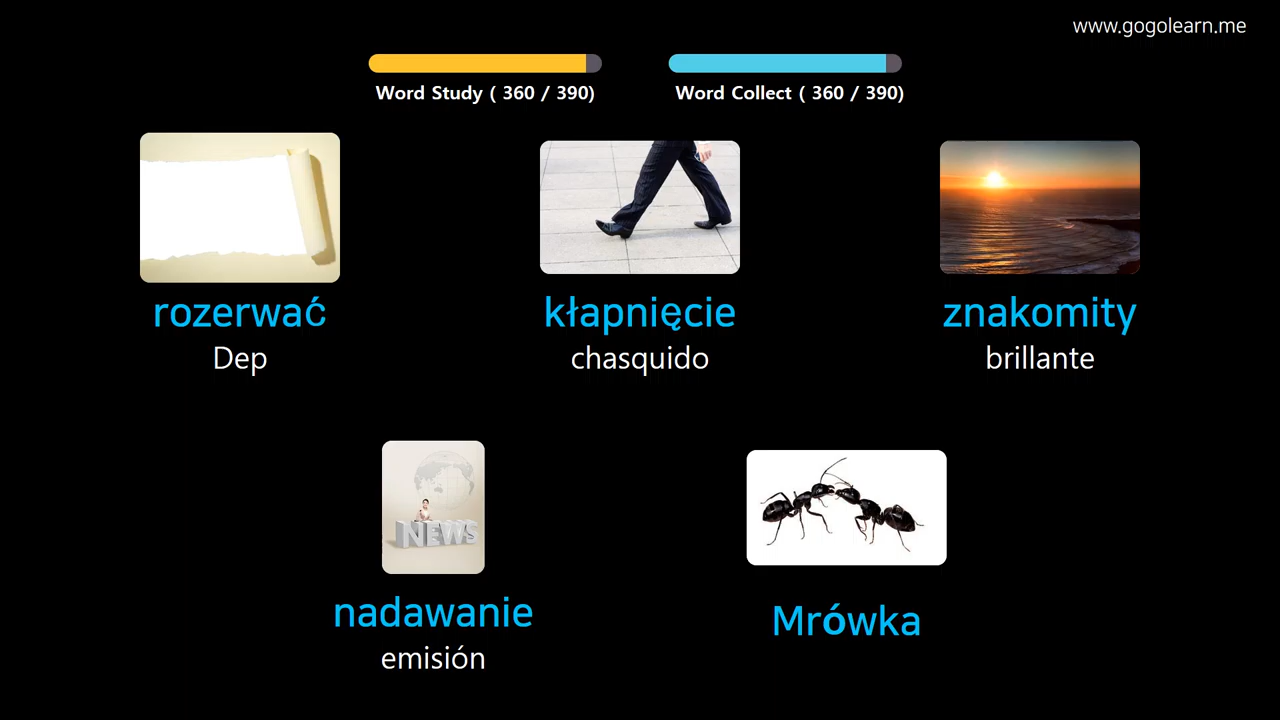 www.gogolearn.me
Word Study ( 360 / 390)
Word Collect ( 360 / 390)
rozerwać
Dep
kłapnięcie
chasquido
znakomity
brillante
NEWS
nadawanie
emisión
Mrówka